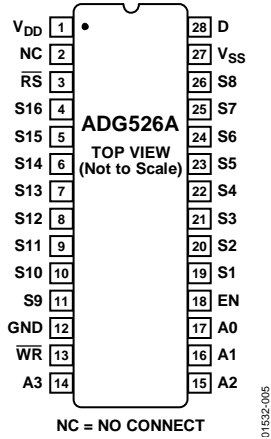 VDD 1 28 D
NC 2 27 VSS
R̅S̅ 3 26 S8
S16 4 25 S7
ADG526A
S15 5 24 S6
TOP VIEW
S14 6 23 S5
(Not to Scale)
S13 7 22 S4
S12 8 21 S3
S11 9 20 S2
S10 10 19 S1
S9 11 18 EN
GND 12 17 A0
W̅R̅ 13 16 A1
A3 14 15 A2
NC = NO CONNECT
01532-005